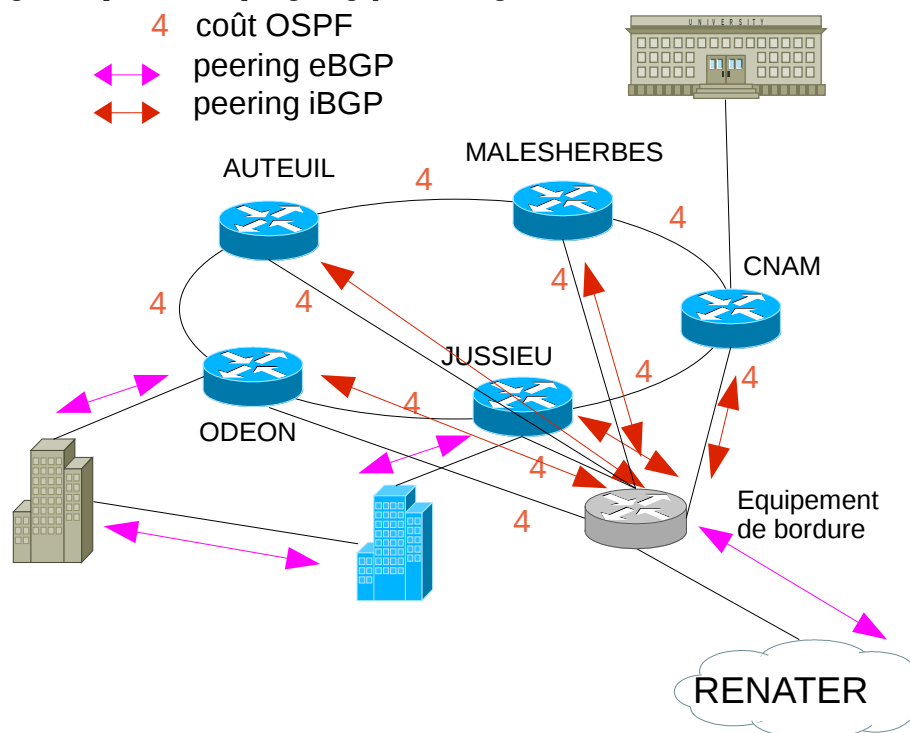 4 coût OSPF
peering eBGP
peering iBGP
UNIVERSITY
MALESHERBES
AUTEUIL
4
4
CNAM
4
4
4
JUSSIEU
4
4
4
ODEON
4
Equipement
de bordure
4
RENATER